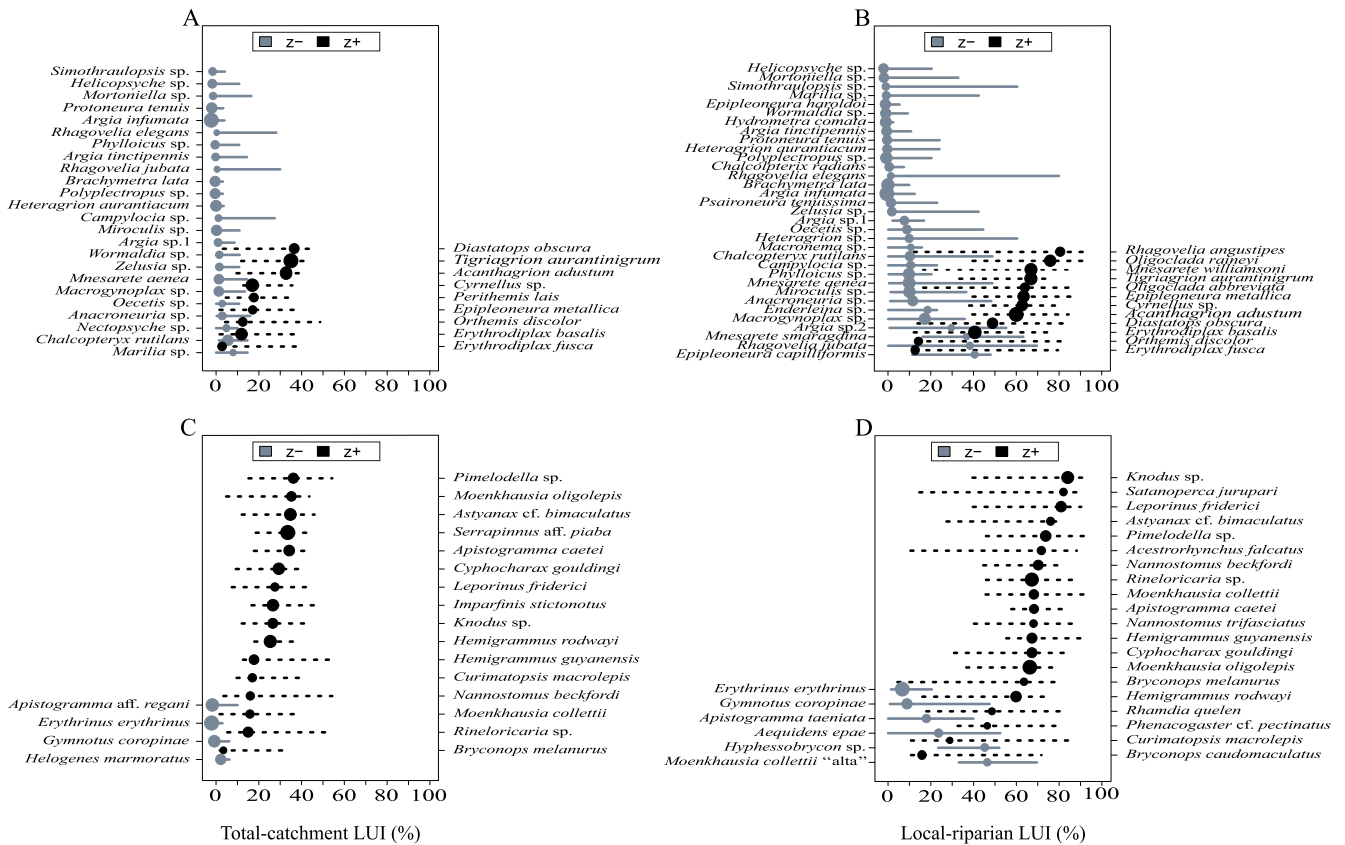 A
z− z+
Simothraulopsis sp.
Helicopsyche sp.
Mortoniella sp.
Protoneura tenuis
Argia infumata
Rhagovelia elegans
Phylloicus sp.
Argia tinctipennis
Rhagovelia jubata
Brachymetra lata
Polyplectropus sp.
Heteragrion aurantiacum
Campylocia sp.
Miroculis sp.
Argia sp.1
Wormaldia sp.
Zelusia sp.
Mnesarete aenea
Macrogynoplax sp.
Oecetis sp.
Anacroneuria sp.
Nectopsyche sp.
Chalcopteryx rutilans
Marilia sp.
Diastatops obscura
Tigriagrion aurantinigrum
Acanthagrion adustum
Cyrnellus sp.
Perithemis lais
Epipleoneura metallica
Orthemis discolor
Erythrodiplax basalis
Erythrodiplax fusca
0 20 40 60 80 100
B
z− z+
Helicopsyche sp.
Mortoniella sp.
Simothraulopsis sp.
Marilia sp.
Epipleoneura haroldoi
Wormaldia sp.
Hydrometra comata
Argia tinctipennis
Protoneura tenuis
Heteragrion aurantiacum
Polyplectropus sp.
Chalcolpterix radians
Rhagovelia elegans
Brachymetra lata
Argia infumata
Psaironeura tenuissima
Zelusia sp.
Argia sp.1
Oecetis sp.
Heteragrion sp.
Macronema sp.
Chalcopteryx rutilans
Campylocia sp.
Phylloicus sp.
Mnesarete aenea
Miroculis sp.
Anacroneuria sp.
Enderleina sp.
Macrogynoplax sp.
Argia sp.2
Mnesarete smaragdina
Rhagovelia jubata
Epipleoneura capilliformis
Rhagovelia angustipes
Oligoclada raineyi
Mnesarete williamsoni
Tigriagrion aurantinigrum
Oligoclada abbreviata
Epipleoneura metallica
Cyrnellus sp.
Acanthagrion adustum
Diastatops obscura
Erythrodiplax basalis
Orthemis discolor
Erythrodiplax fusca
0 20 40 60 80 100
C
z− z+
Pimelodella sp.
Moenkhausia oligolepis
Astyanax cf. bimaculatus
Serrapinnus aff. piaba
Apistogramma caetei
Cyphocharax gouldingi
Leporinus friderici
Imparfinis stictonotus
Knodus sp.
Hemigrammus rodwayi
Hemigrammus guyanensis
Curimatopsis macrolepis
Nannostomus beckfordi
Moenkhausia collettii
Rineloricaria sp.
Bryconops melanurus
Apistogramma aff. regani
Erythrinus erythrinus
Gymnotus coropinae
Helogenes marmoratus
0 20 40 60 80 100
Total-catchment LUI (%)
D
z− z+
Knodus sp.
Satanoperca jurupari
Leporinus friderici
Astyanax cf. bimaculatus
Pimelodella sp.
Acestrorhynchus falcatus
Nannostomus beckfordi
Rineloricaria sp.
Moenkhausia collettii
Apistogramma caetei
Nannostomus trifasciatus
Hemigrammus guyanensis
Cyphocharax gouldingi
Moenkhausia oligolepis
Bryconops melanurus
Hemigrammus rodwayi
Rhamdia quelen
Phenacogaster cf. pectinatus
Curimatopsis macrolepis
Bryconops caudomaculatus
Erythrinus erythrinus
Gymnotus coropinae
Apistogramma taeniata
Aequidens epae
Hyphessobrycon sp.
Moenkhausia collettii “alta”
0 20 40 60 80 100
Local-riparian LUI (%)